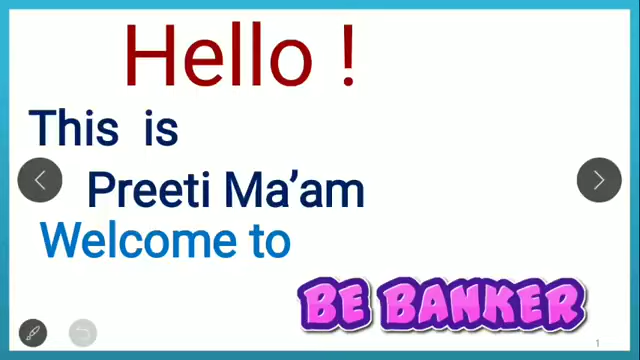 Hello !
This is
Preeti Ma’am
Welcome to
BE BANKER
1